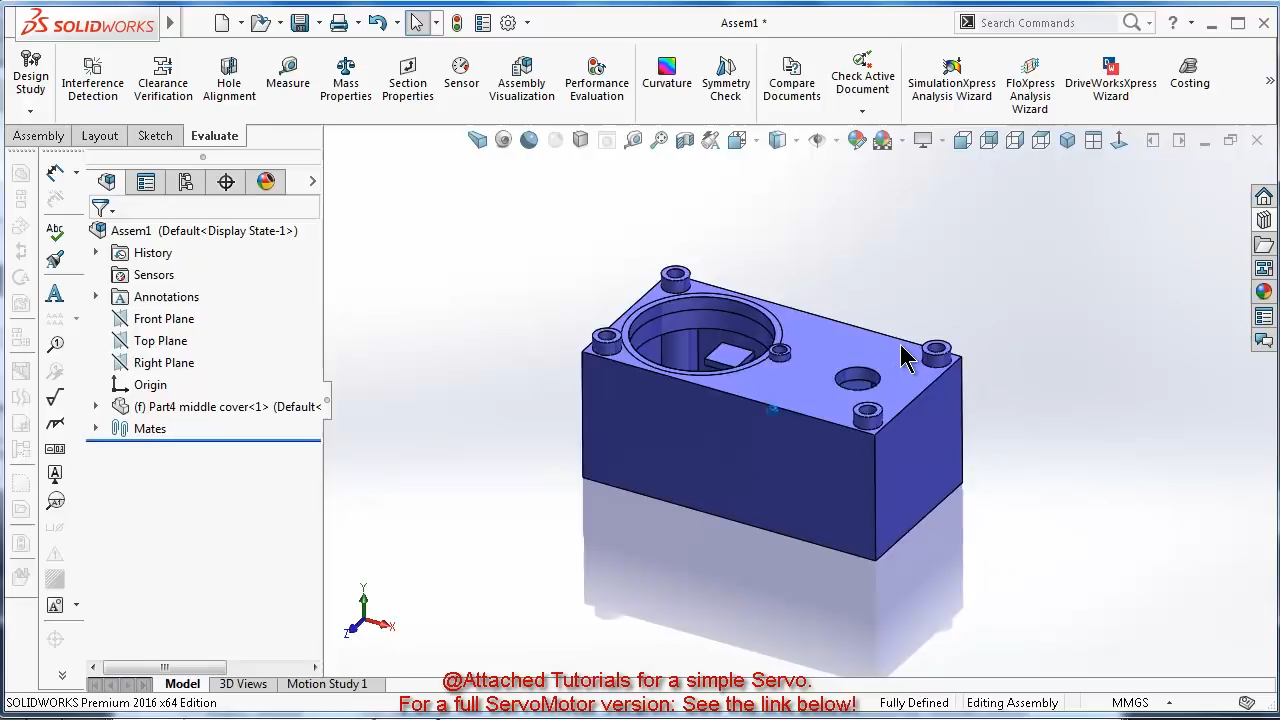 SOLIDWORKS
Assem1 *
Search Commands
?
Design Study
Interference Detection
Clearance Verification
Hole Alignment
Measure
Mass Properties
Section Properties
Sensor
Assembly Visualization
Performance Evaluation
Curvature
Symmetry Check
Compare Documents
Check Active Document
SimulationXpress Analysis Wizard
FloXpress Analysis Wizard
DriveWorksXpress Wizard
Costing
Assembly
Layout
Sketch
Evaluate
Assem1 (Default<Display State-1>)
History
Sensors
Annotations
Front Plane
Top Plane
Right Plane
Origin
(f) Part4 middle cover<1> (Default<
Mates
Y
X
Z
Model
3D Views
Motion Study 1
@Attached Tutorials for a simple Servo.
For a full ServoMotor version: See the link below!
SOLIDWORKS Premium 2016 x64 Edition
Fully Defined
Editing Assembly
MMGS